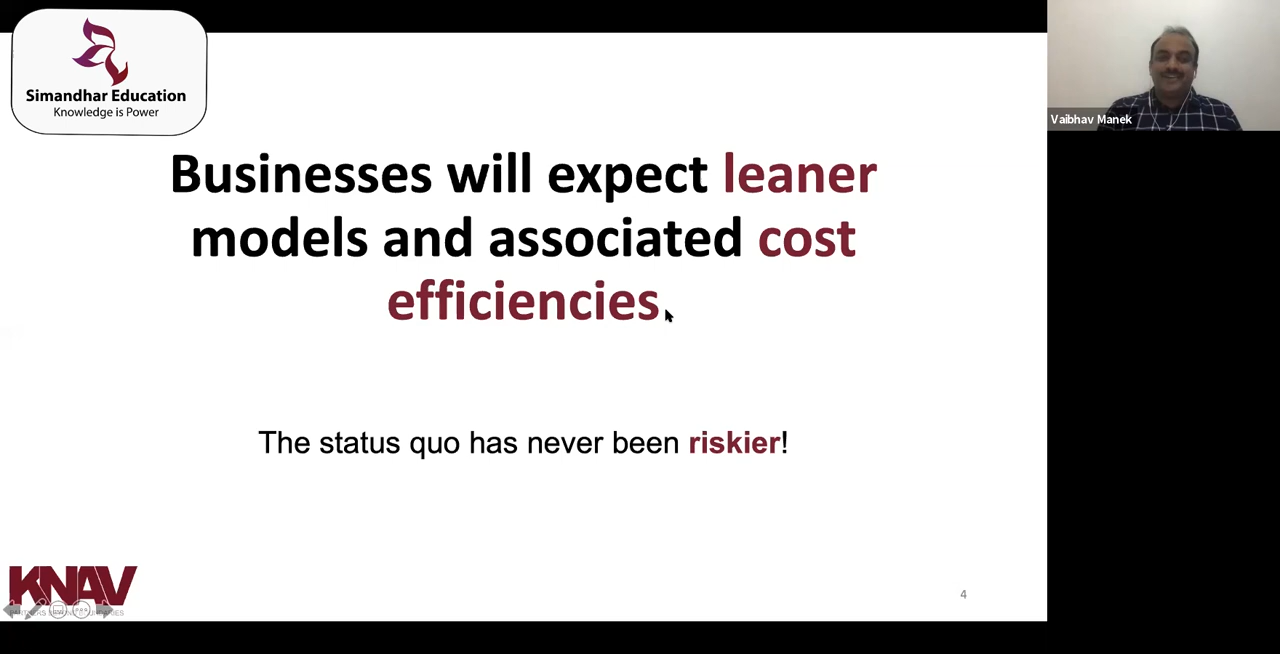 Simandhar Education
Knowledge is Power
Vaibhav Manek
Businesses will expect leaner
models and associated cost
efficiencies.
The status quo has never been riskier!
KNAV
4